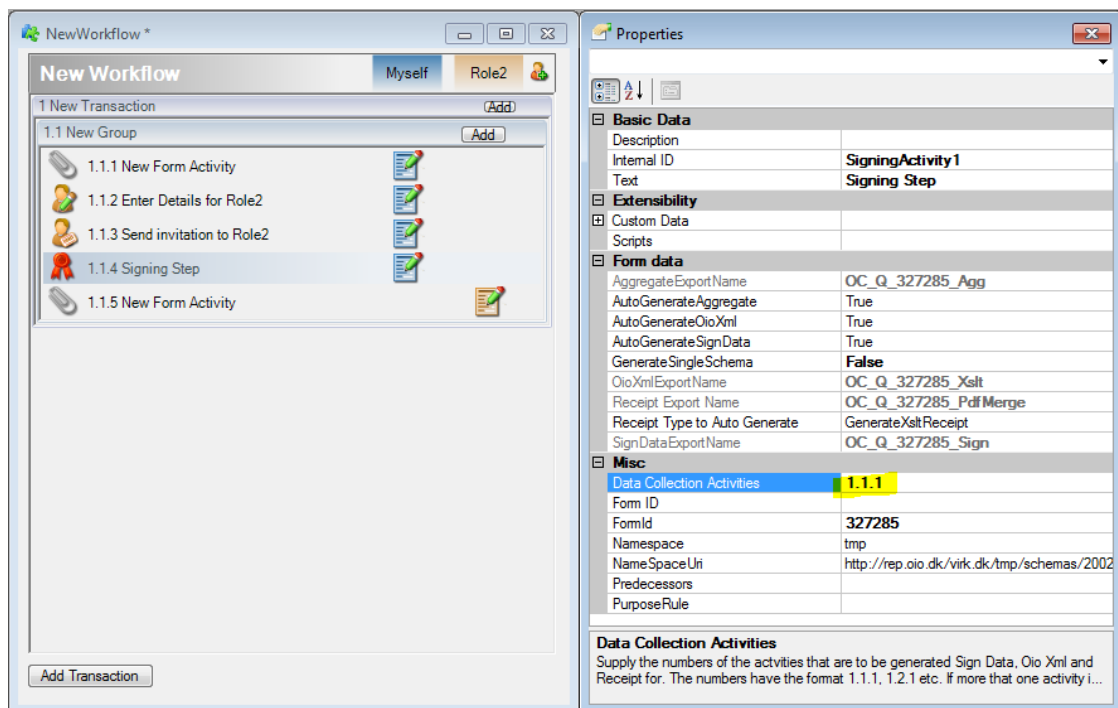 NewWorkflow *
New Workflow Myself Role2
1 New Transaction Add
1.1 New Group Add
1.1.1 New Form Activity
1.1.2 Enter Details for Role2
1.1.3 Send invitation to Role2
1.1.4 Signing Step
1.1.5 New Form Activity
Add Transaction
Properties
Basic Data
Description
Internal ID SigningActivity1
Text Signing Step
Extensibility
Custom Data
Scripts
Form data
AggregateExportName OC_Q_327285_Agg
AutoGenerateAggregate True
AutoGenerateOioXml True
AutoGenerateSignData True
GenerateSingleSchema False
OioXmlExportName OC_Q_327285_Xslt
Receipt Export Name OC_Q_327285_PdfMerge
Receipt Type to Auto Generate GenerateXsltReceipt
SignDataExportName OC_Q_327285_Sign
Misc
Data Collection Activities 1.1.1
Form ID
FormId 327285
Namespace tmp
NameSpaceUri http://rep.oio.dk/virk.dk/tmp/schemas/2002
Predecessors
PurposeRule
Data Collection Activities
Supply the numbers of the actvities that are to be generated Sign Data, Oio Xml and
Receipt for. The numbers have the format 1.1.1, 1.2.1 etc. If more that one activity i...